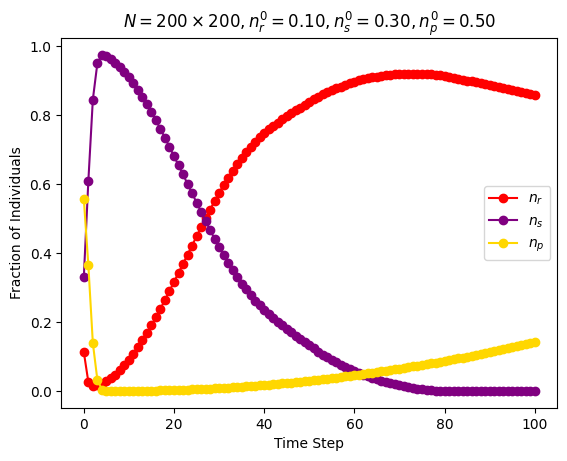 N = 200 × 200, n_r^0 = 0.10, n_s^0 = 0.30, n_p^0 = 0.50
1.0
0.8
0.6
0.4
0.2
0.0
Fraction of Individuals
n_r
n_s
n_p
0 20 40 60 80 100
Time Step